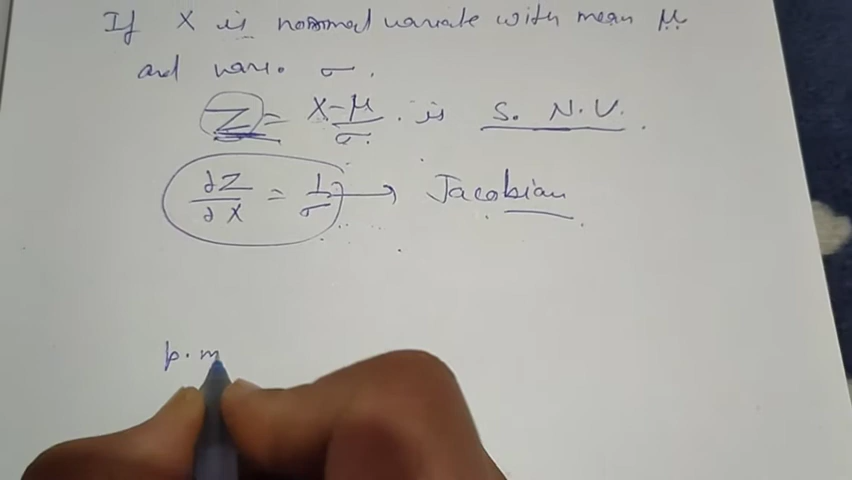 If X is normal variate with mean μ
and vari. σ.
Z = X-μ/σ. is S. N.V.
∂Z/∂X = 1/σ → Jacobian
p.m